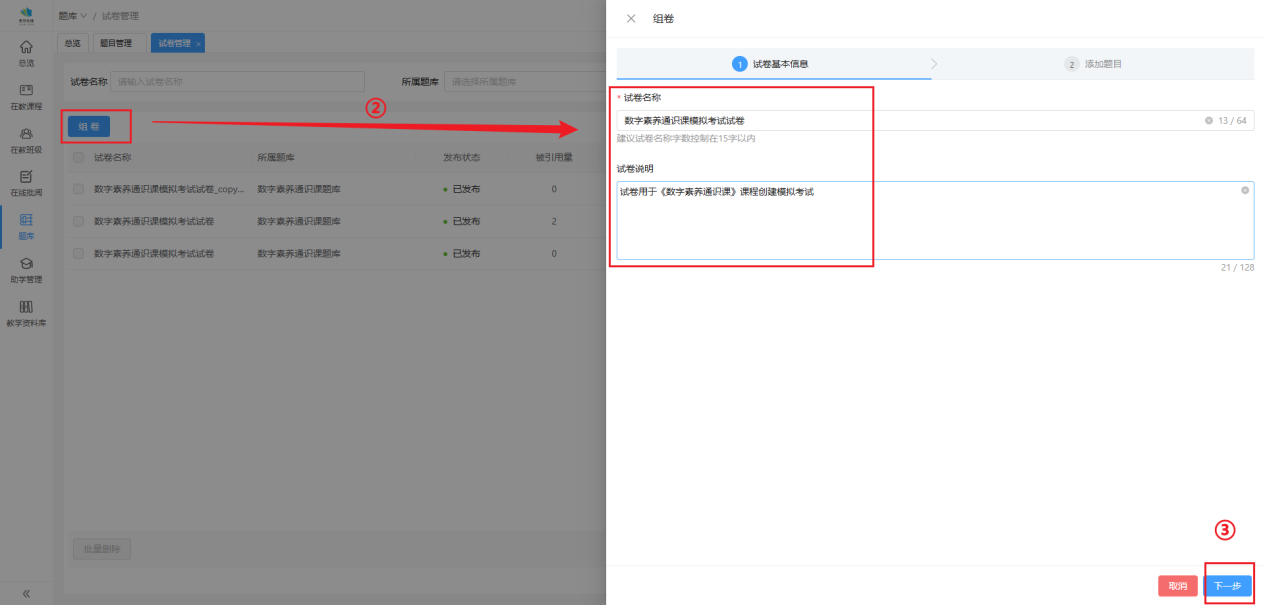 题库 / 试卷管理
总览
题目管理
试卷管理 ×
试卷名称 请输入试卷名称
所属题库 请选择所属题库
组 卷
②
试卷名称 所属题库 发布状态 被引用量
数字素养通识课模拟考试试卷_copy... 数字素养通识课题库 已发布 0
数字素养通识课模拟考试试卷 数字素养通识课题库 已发布 2
数字素养通识课模拟考试试卷 数字素养通识课题库 已发布 0
批量删除
总览
在教课程
在教班级
在线批阅
题库
助学管理
教学资料库
组卷
1 试卷基本信息
2 添加题目
* 试卷名称
数字素养通识课模拟考试试卷 13 / 64
建议试卷名称字数控制在15字以内
试卷说明
试卷用于《数字素养通识课》课程创建模拟考试
21 / 128
③
取消 下一步